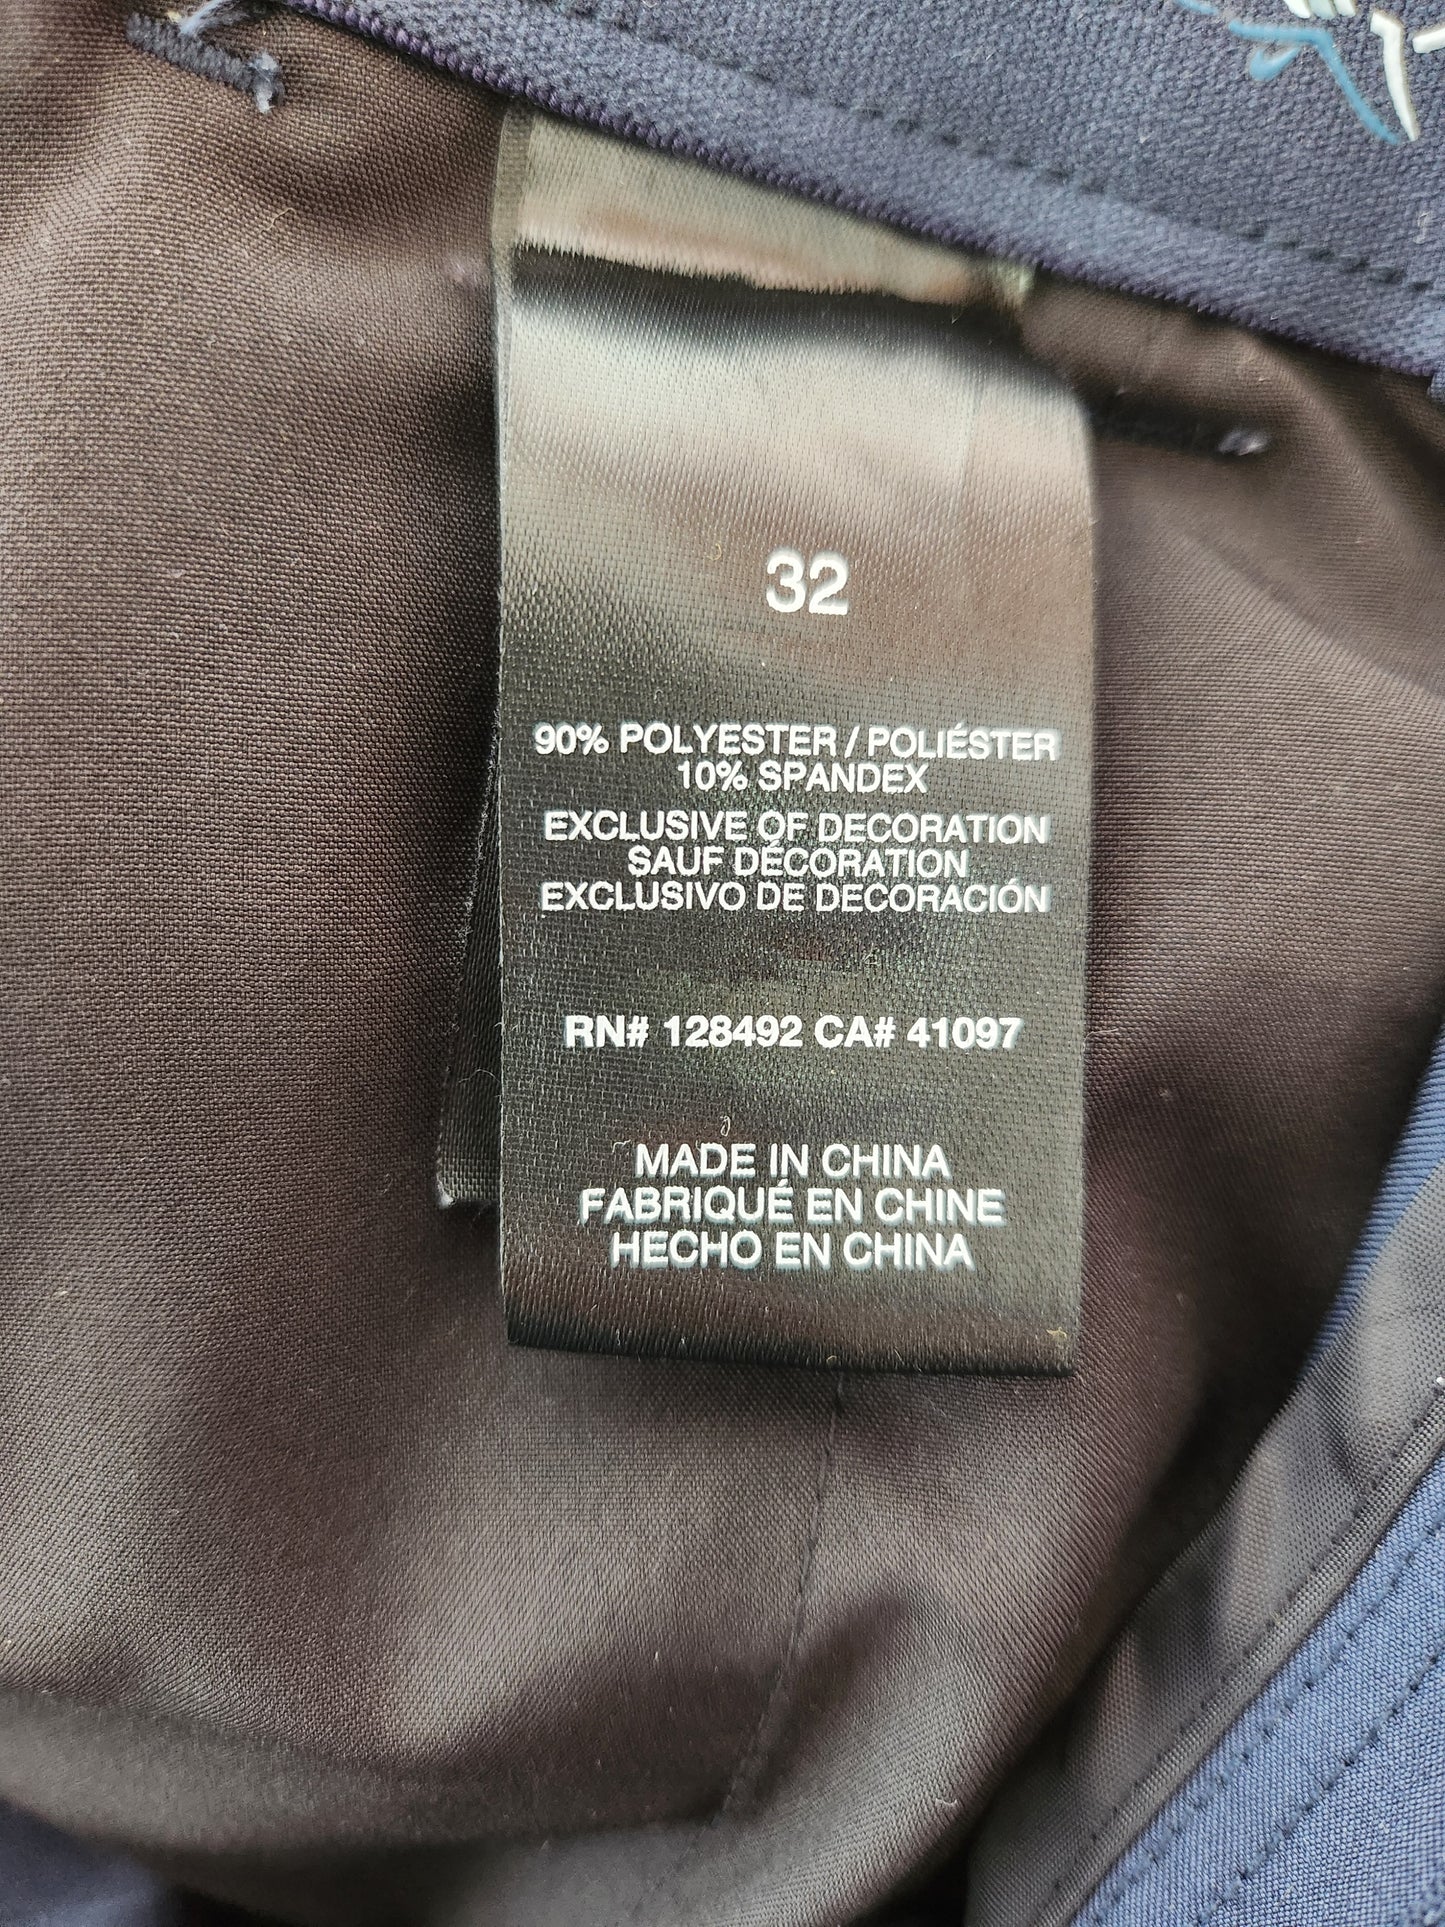 32
90% POLYESTER / POLIÉSTER
10% SPANDEX
EXCLUSIVE OF DECORATION
SAUF DÉCORATION
EXCLUSIVO DE DECORACIÓN
RN# 128492 CA# 41097
MADE IN CHINA
FABRIQUÉ EN CHINE
HECHO EN CHINA